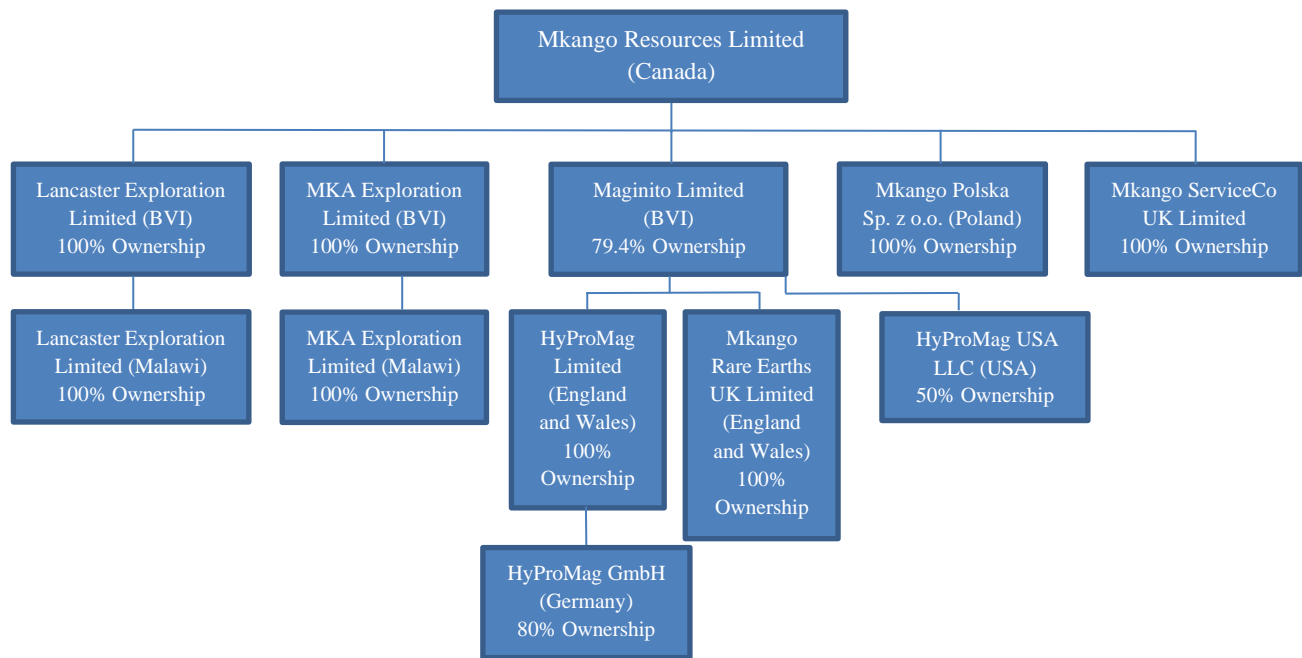 Mkango Resources Limited
(Canada)
Lancaster Exploration
Limited (BVI)
100% Ownership
MKA Exploration
Limited (BVI)
100% Ownership
Maginito Limited
(BVI)
79.4% Ownership
Mkango Polska
Sp. z o.o. (Poland)
100% Ownership
Mkango ServiceCo
UK Limited
100% Ownership
Lancaster Exploration
Limited (Malawi)
100% Ownership
MKA Exploration
Limited (Malawi)
100% Ownership
HyProMag
Limited
(England
and Wales)
100%
Ownership
Mkango
Rare Earths
UK Limited
(England
and Wales)
100%
Ownership
HyProMag USA
LLC (USA)
50% Ownership
HyProMag GmbH
(Germany)
80% Ownership